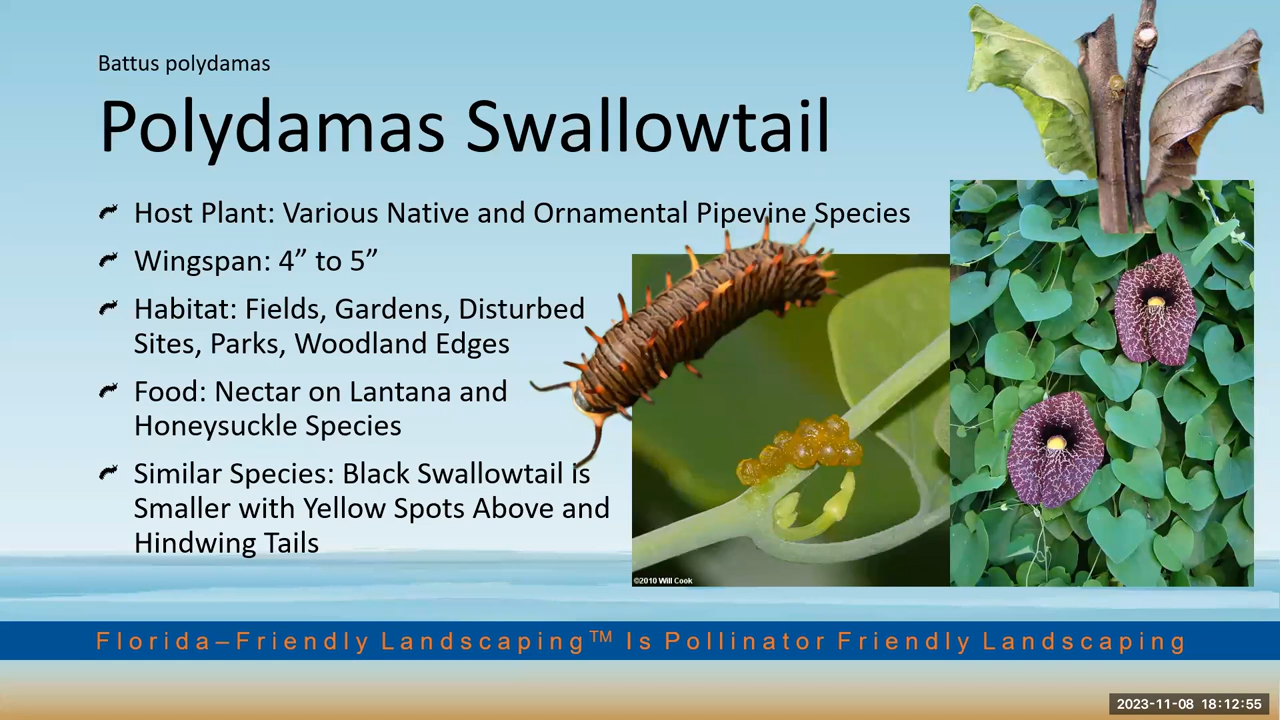 Battus polydamas
Polydamas Swallowtail
Host Plant: Various Native and Ornamental Pipevine Species
Wingspan: 4” to 5”
Habitat: Fields, Gardens, Disturbed
Sites, Parks, Woodland Edges
Food: Nectar on Lantana and
Honeysuckle Species
Similar Species: Black Swallowtail is
Smaller with Yellow Spots Above and
Hindwing Tails
©2010 Will Cook
Florida–Friendly Landscaping™ Is Pollinator Friendly Landscaping
2023-11-08 18:12:55